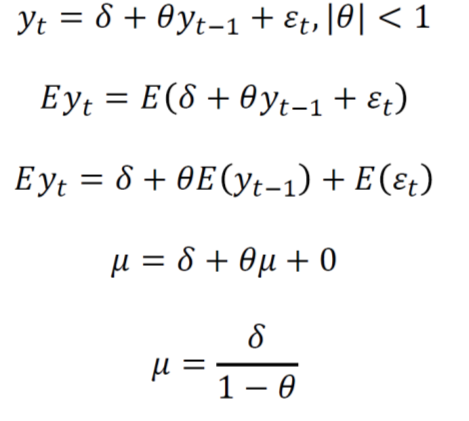 yₜ = δ + θyₜ₋₁ + εₜ, |θ| < 1
Eyₜ = E(δ + θyₜ₋₁ + εₜ)
Eyₜ = δ + θE(yₜ₋₁) + E(εₜ)
μ = δ + θμ + 0
μ = δ / (1 − θ)